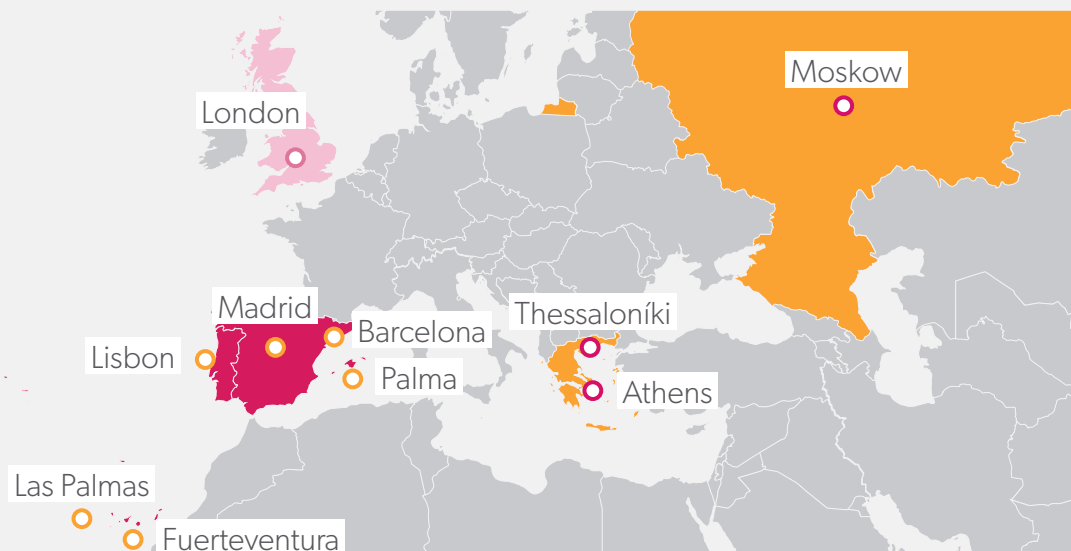 Moskow
London
Madrid
Thessaloníki
Barcelona
Lisbon
Palma
Athens
Las Palmas
Fuerteventura